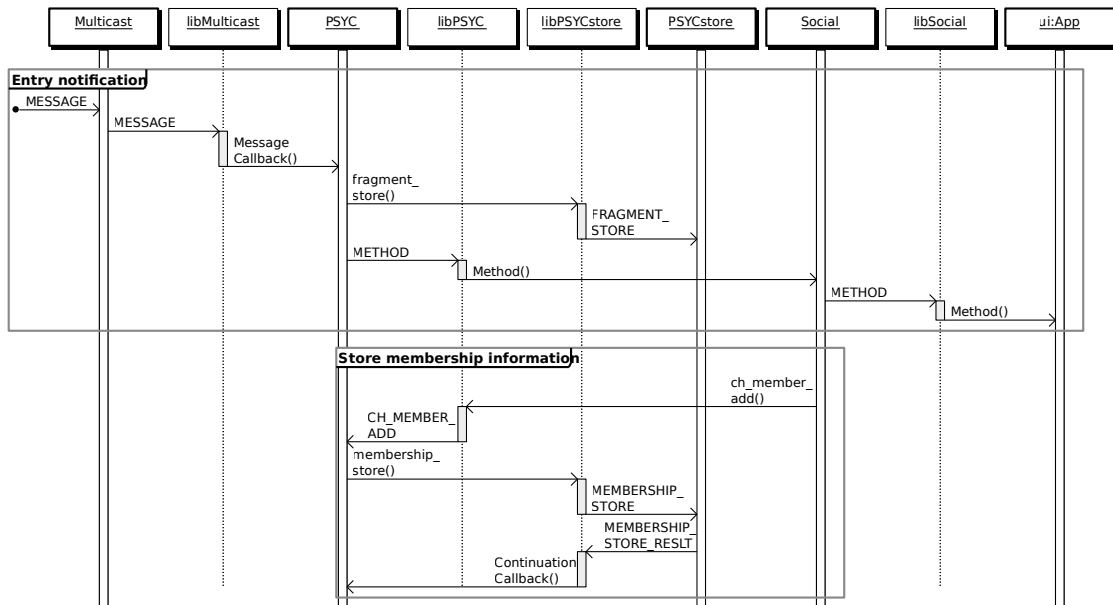 Multicast
libMulticast
PSYC
libPSYC
libPSYCstore
PSYCstore
Social
libSocial
ui:App
Entry notification
MESSAGE
MESSAGE
Message
Callback()
fragment_
store()
FRAGMENT_
STORE
METHOD
Method()
METHOD
Method()
Store membership information
ch_member_
add()
CH_MEMBER_
ADD
membership_
store()
MEMBERSHIP_
STORE
MEMBERSHIP_
STORE_RESLT
Continuation
Callback()